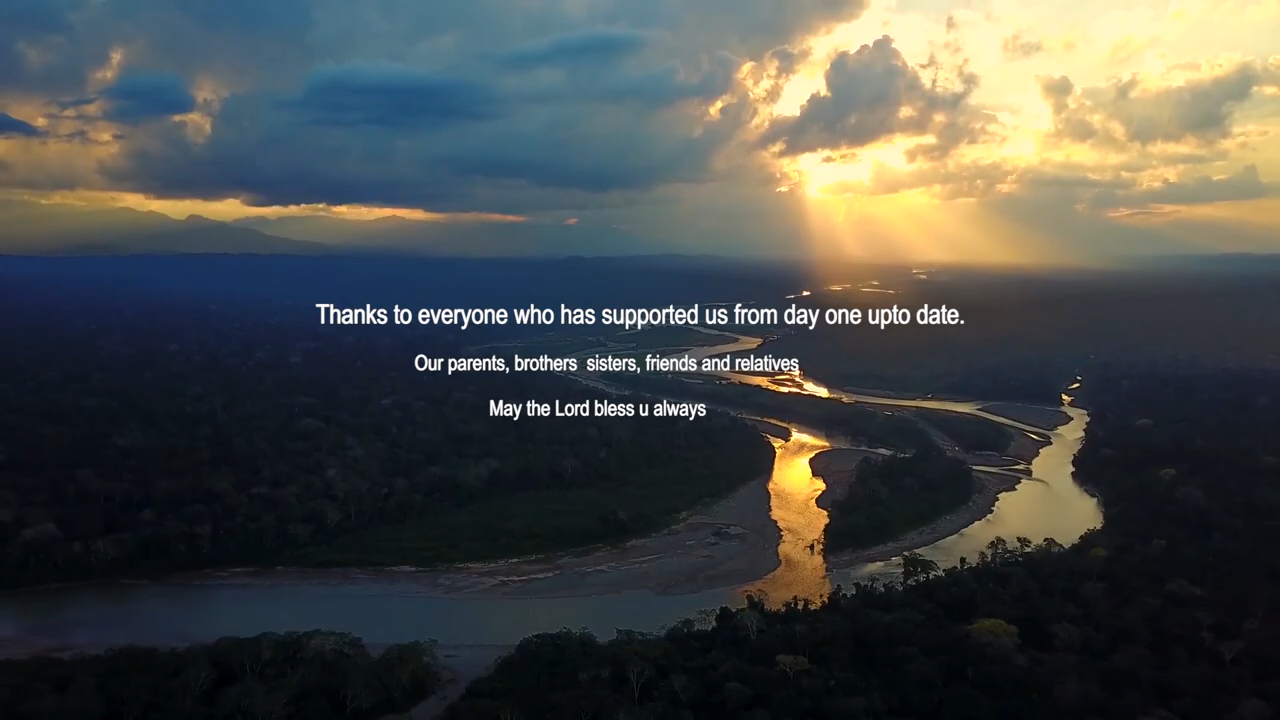 Thanks to everyone who has supported us from day one upto date.
Our parents, brothers  sisters, friends and relatives
May the Lord bless u always